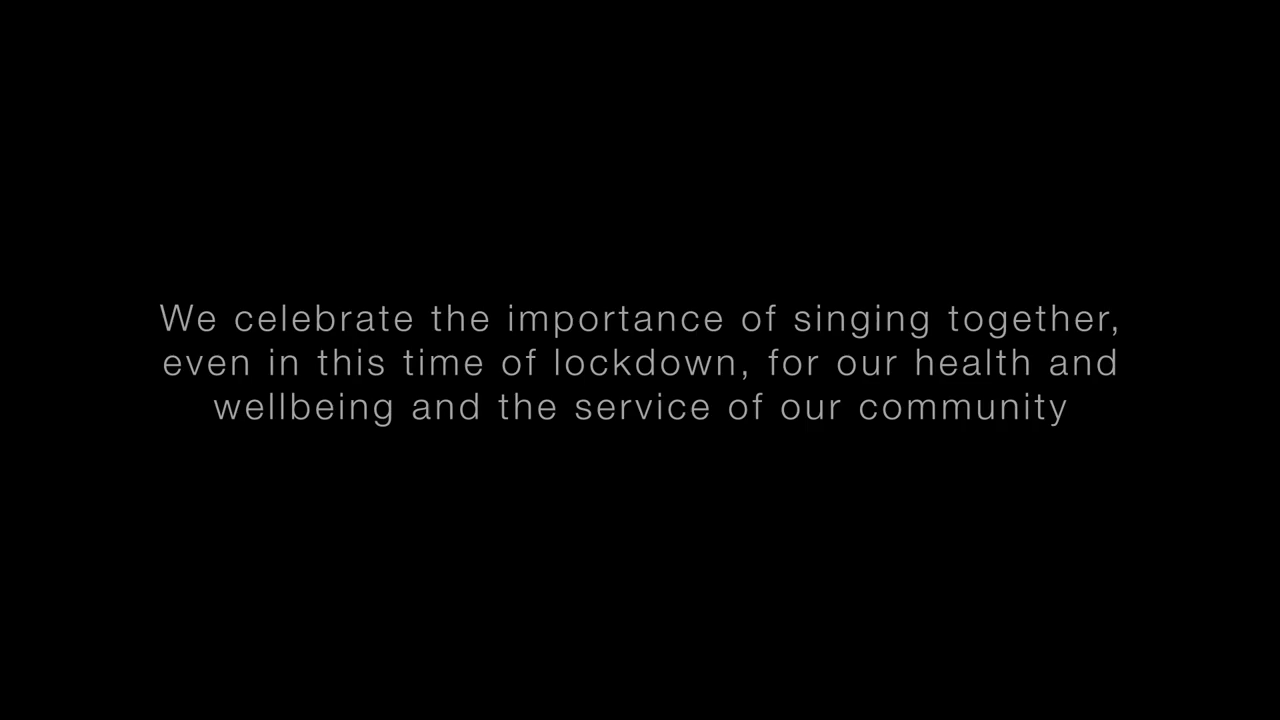 We celebrate the importance of singing together,
even in this time of lockdown, for our health and
wellbeing and the service of our community